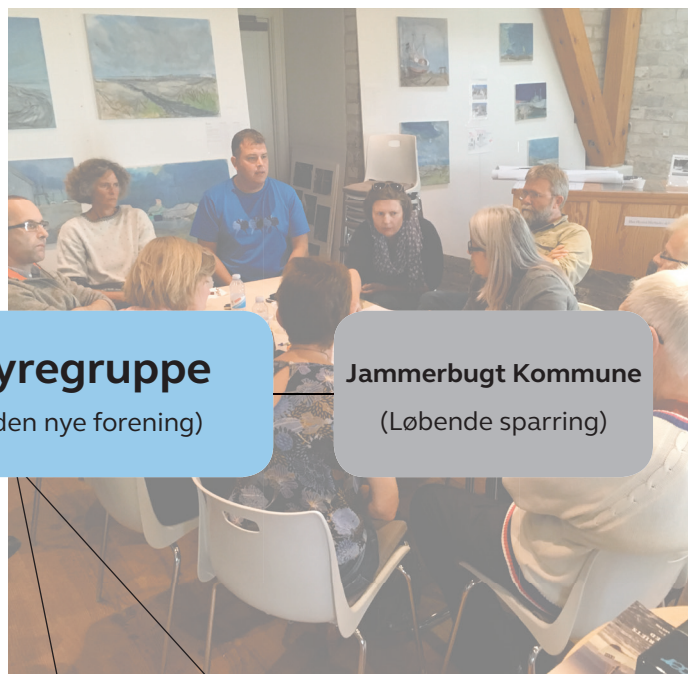 yregruppe
den nye forening)
Jammerbugt Kommune
(Løbende sparring)